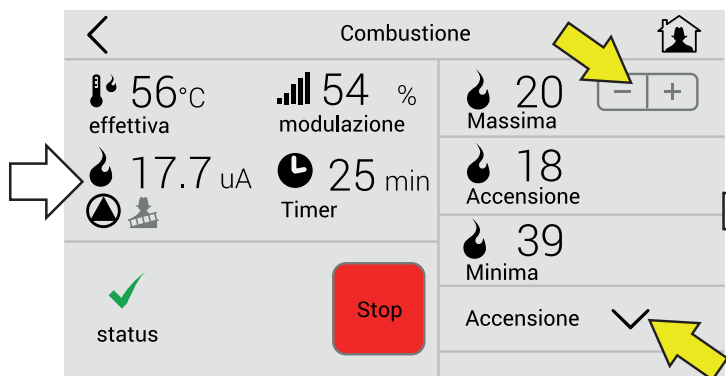 Combustione
56°C
effettiva
54 %
modulazione
17.7 uA
25 min
Timer
status
Stop
20
Massima
− +
18
Accensione
39
Minima
Accensione